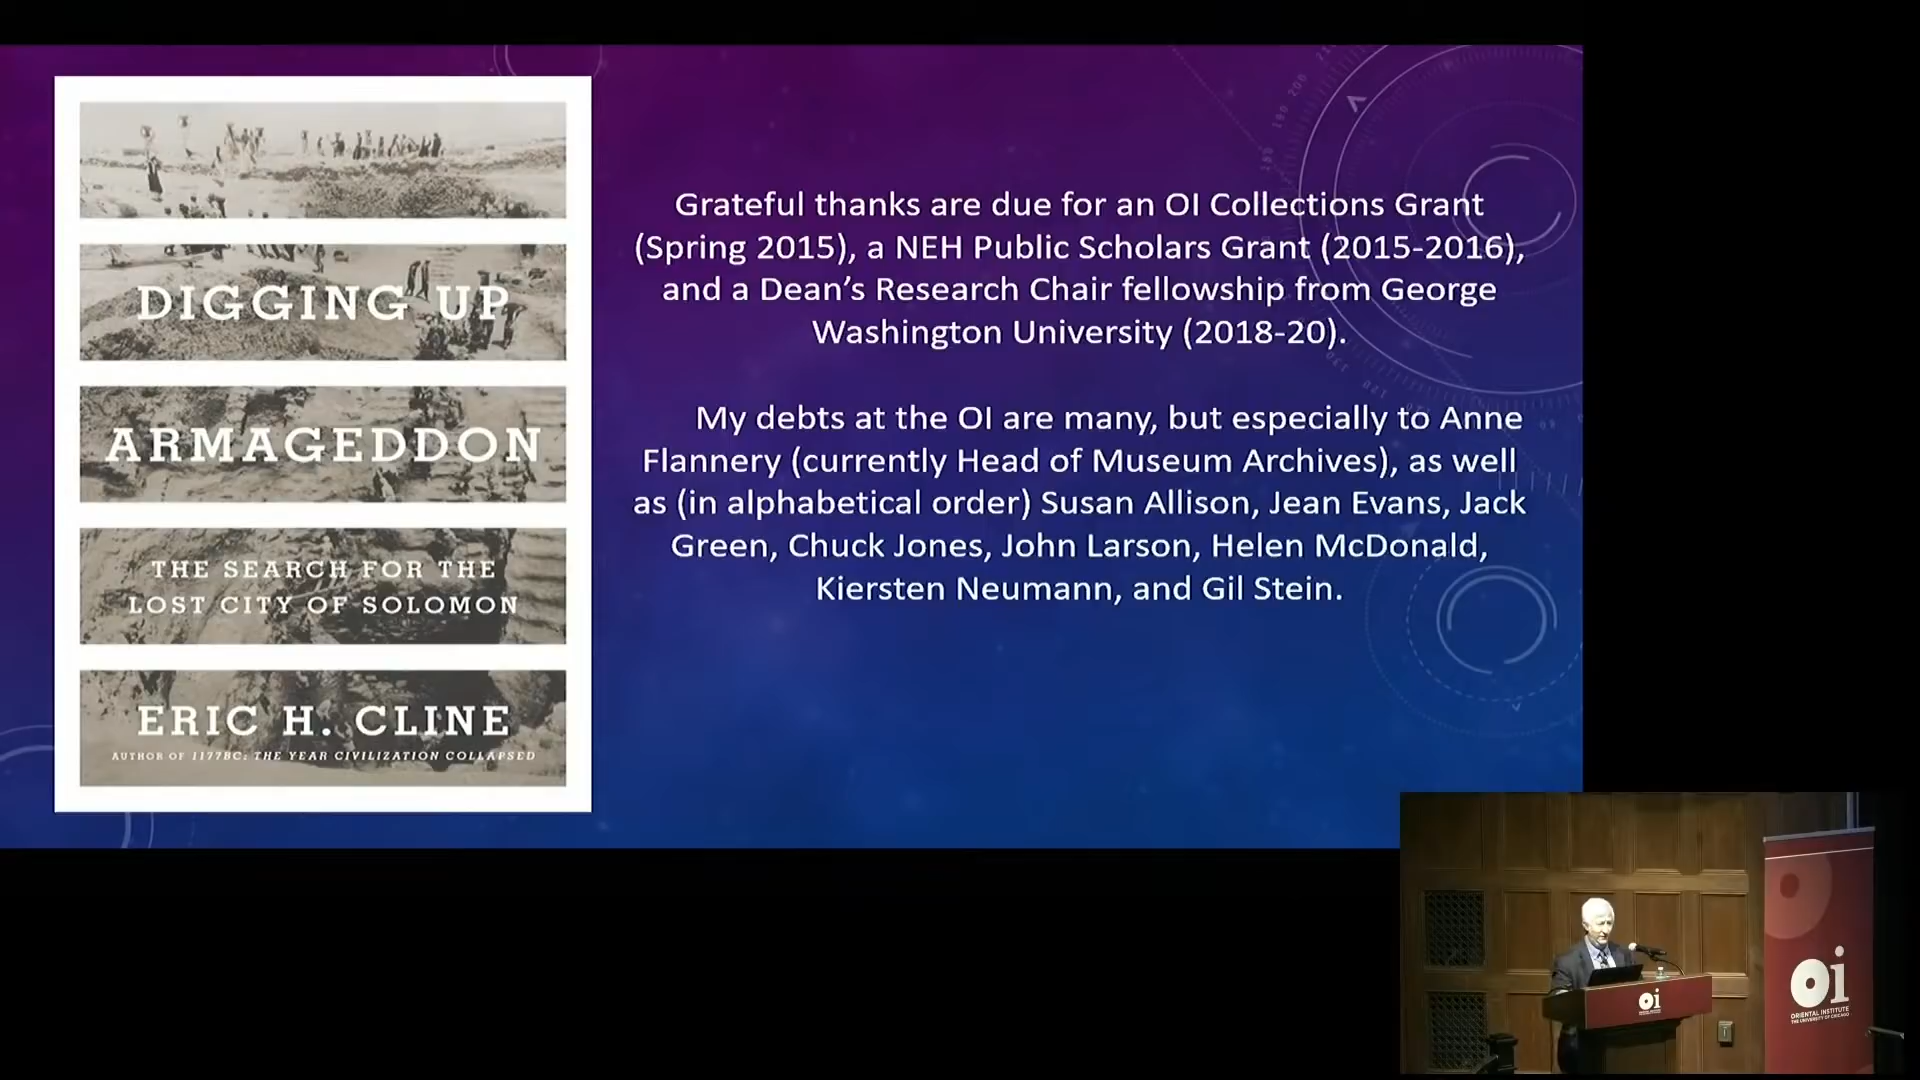 DIGGING UP
ARMAGEDDON
THE SEARCH FOR THE
LOST CITY OF SOLOMON
ERIC H. CLINE
AUTHOR OF 1177BC: THE YEAR CIVILIZATION COLLAPSED
Grateful thanks are due for an OI Collections Grant
(Spring 2015), a NEH Public Scholars Grant (2015-2016),
and a Dean’s Research Chair fellowship from George
Washington University (2018-20).
My debts at the OI are many, but especially to Anne
Flannery (currently Head of Museum Archives), as well
as (in alphabetical order) Susan Allison, Jean Evans, Jack
Green, Chuck Jones, John Larson, Helen McDonald,
Kiersten Neumann, and Gil Stein.
oi
oi
ORIENTAL INSTITUTE
THE UNIVERSITY OF CHICAGO